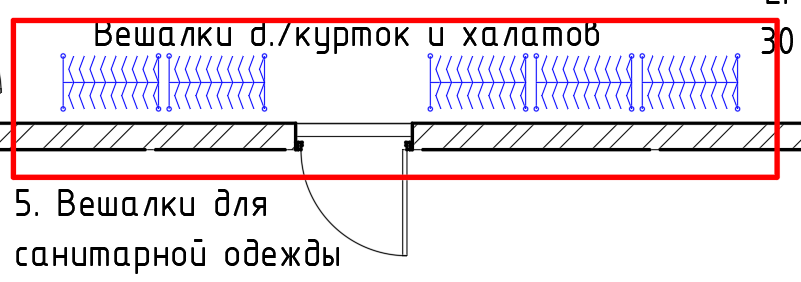 Вешалки d./курток и халатов
30
5. Вешалки для
санитарной одежды